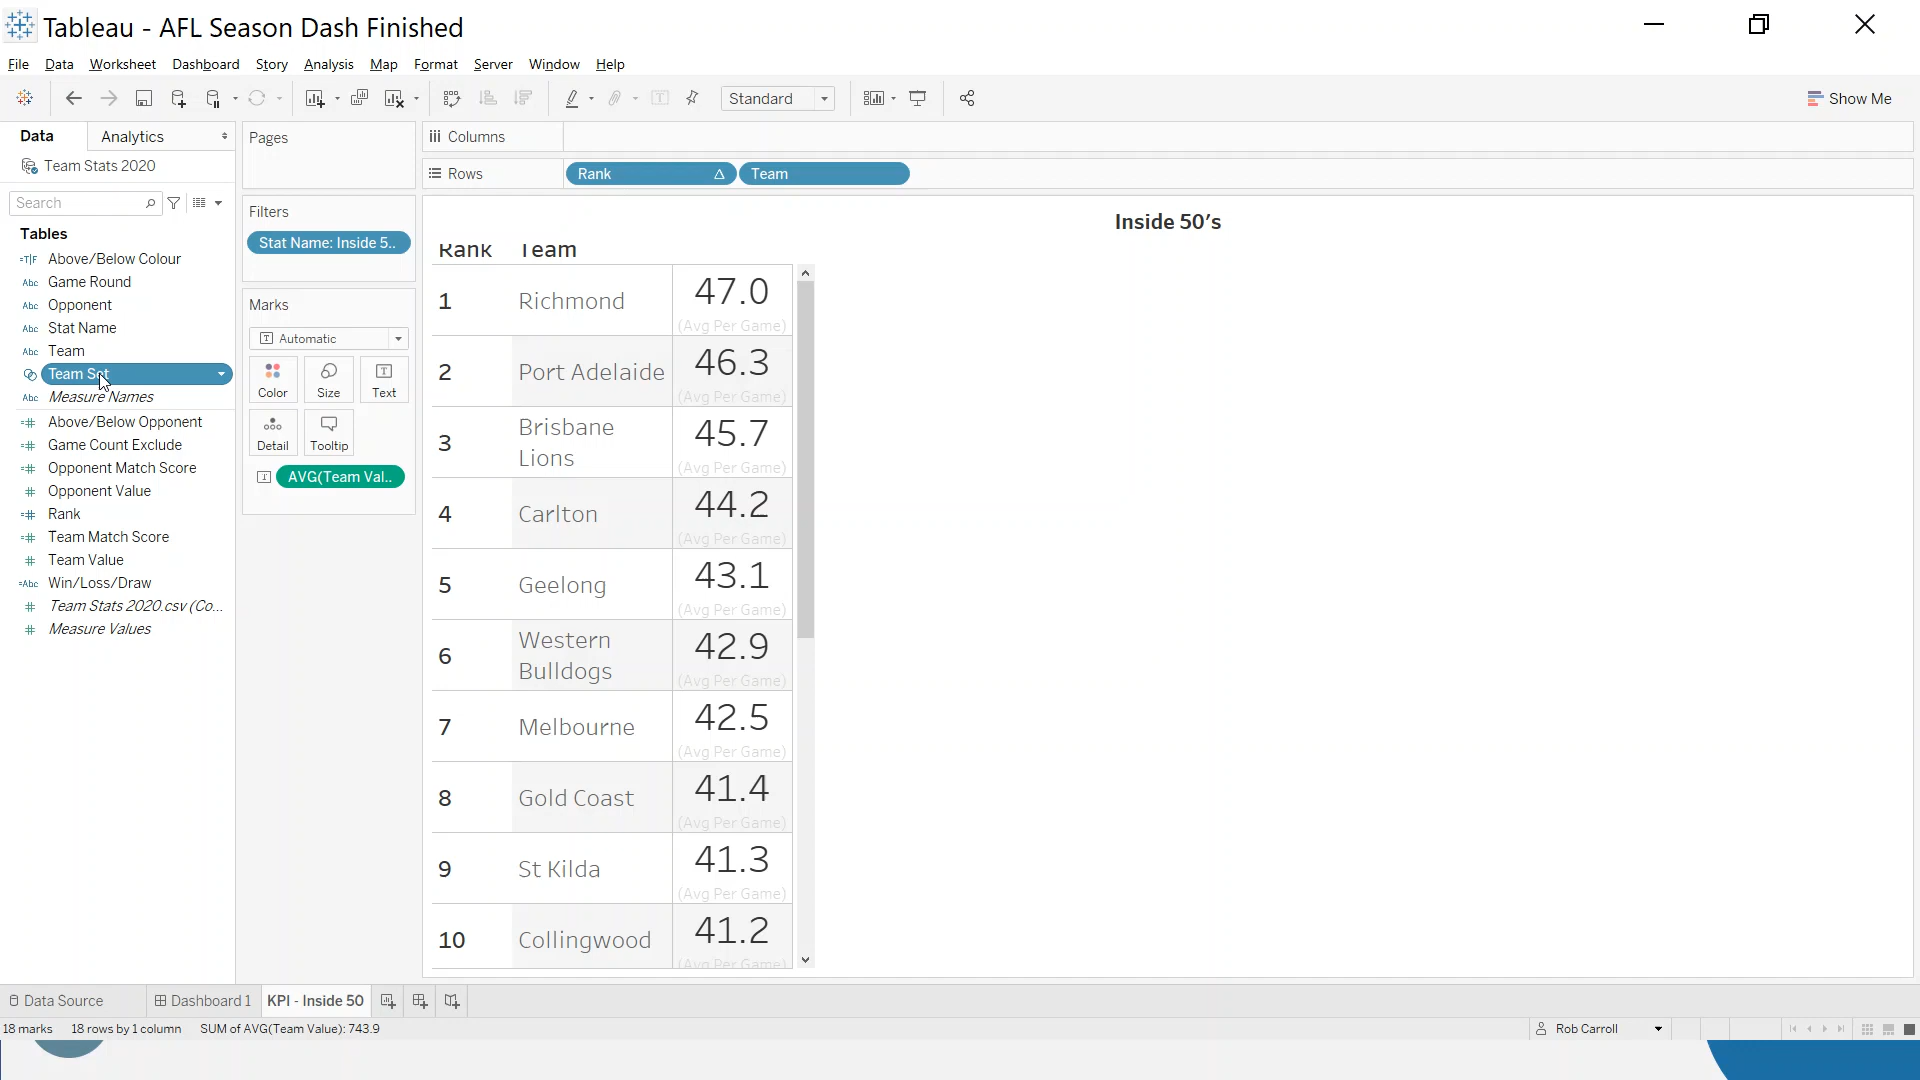 Tableau - AFL Season Dash Finished
File Data Worksheet Dashboard Story Analysis Map Format Server Window Help
Standard
Show Me
Data Analytics
Team Stats 2020
Search
Tables
Above/Below Colour
Game Round
Opponent
Stat Name
Team
Team Set
Measure Names
Above/Below Opponent
Game Count Exclude
Opponent Match Score
Opponent Value
Rank
Team Match Score
Team Value
Win/Loss/Draw
Team Stats 2020.csv (Co...
Measure Values
Pages
Filters
Stat Name: Inside 5..
Marks
Automatic
Color Size Text
Detail Tooltip
AVG(Team Val..
Columns
Rows Rank Team
Inside 50's
Rank Team
1 Richmond 47.0
(Avg Per Game)
2 Port Adelaide 46.3
(Avg Per Game)
3 Brisbane Lions 45.7
(Avg Per Game)
4 Carlton 44.2
(Avg Per Game)
5 Geelong 43.1
(Avg Per Game)
6 Western Bulldogs 42.9
(Avg Per Game)
7 Melbourne 42.5
(Avg Per Game)
8 Gold Coast 41.4
(Avg Per Game)
9 St Kilda 41.3
(Avg Per Game)
10 Collingwood 41.2
(Avg Per Game)
Data Source Dashboard 1 KPI - Inside 50
18 marks 18 rows by 1 column SUM of AVG(Team Value): 743.9
Rob Carroll